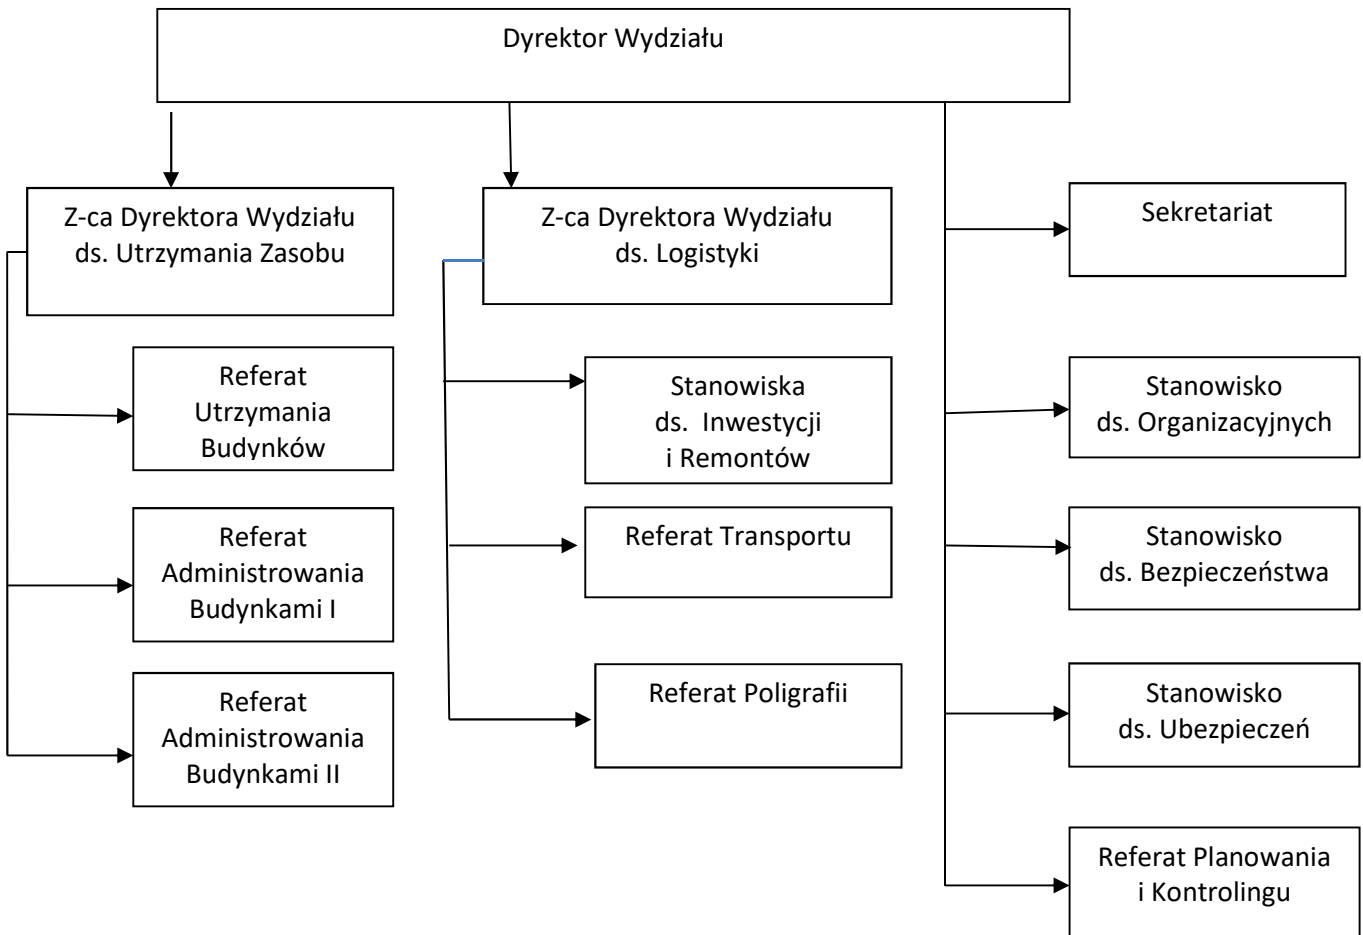 Dyrektor Wydziału
Z-ca Dyrektora Wydziału
ds. Utrzymania Zasobu
Referat
Utrzymania
Budynków
Referat
Administrowania
Budynkami I
Referat
Administrowania
Budynkami II
Z-ca Dyrektora Wydziału
ds. Logistyki
Stanowiska
ds. Inwestycji
i Remontów
Referat Transportu
Referat Poligrafii
Sekretariat
Stanowisko
ds. Organizacyjnych
Stanowisko
ds. Bezpieczeństwa
Stanowisko
ds. Ubezpieczeń
Referat Planowania
i Kontrolingu